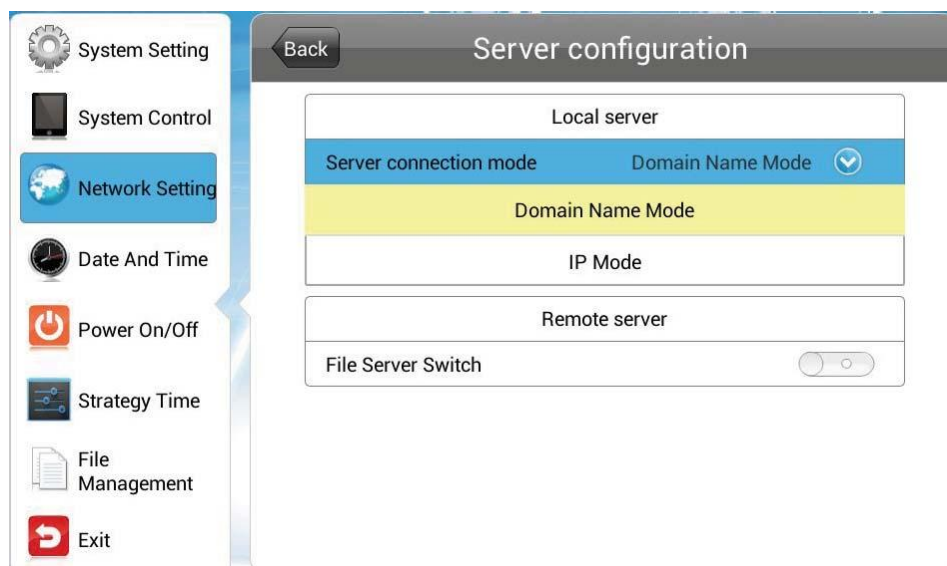 System Setting
System Control
Network Setting
Date And Time
Power On/Off
Strategy Time
File
Management
Exit
Back
Server configuration
Local server
Server connection mode Domain Name Mode
Domain Name Mode
IP Mode
Remote server
File Server Switch